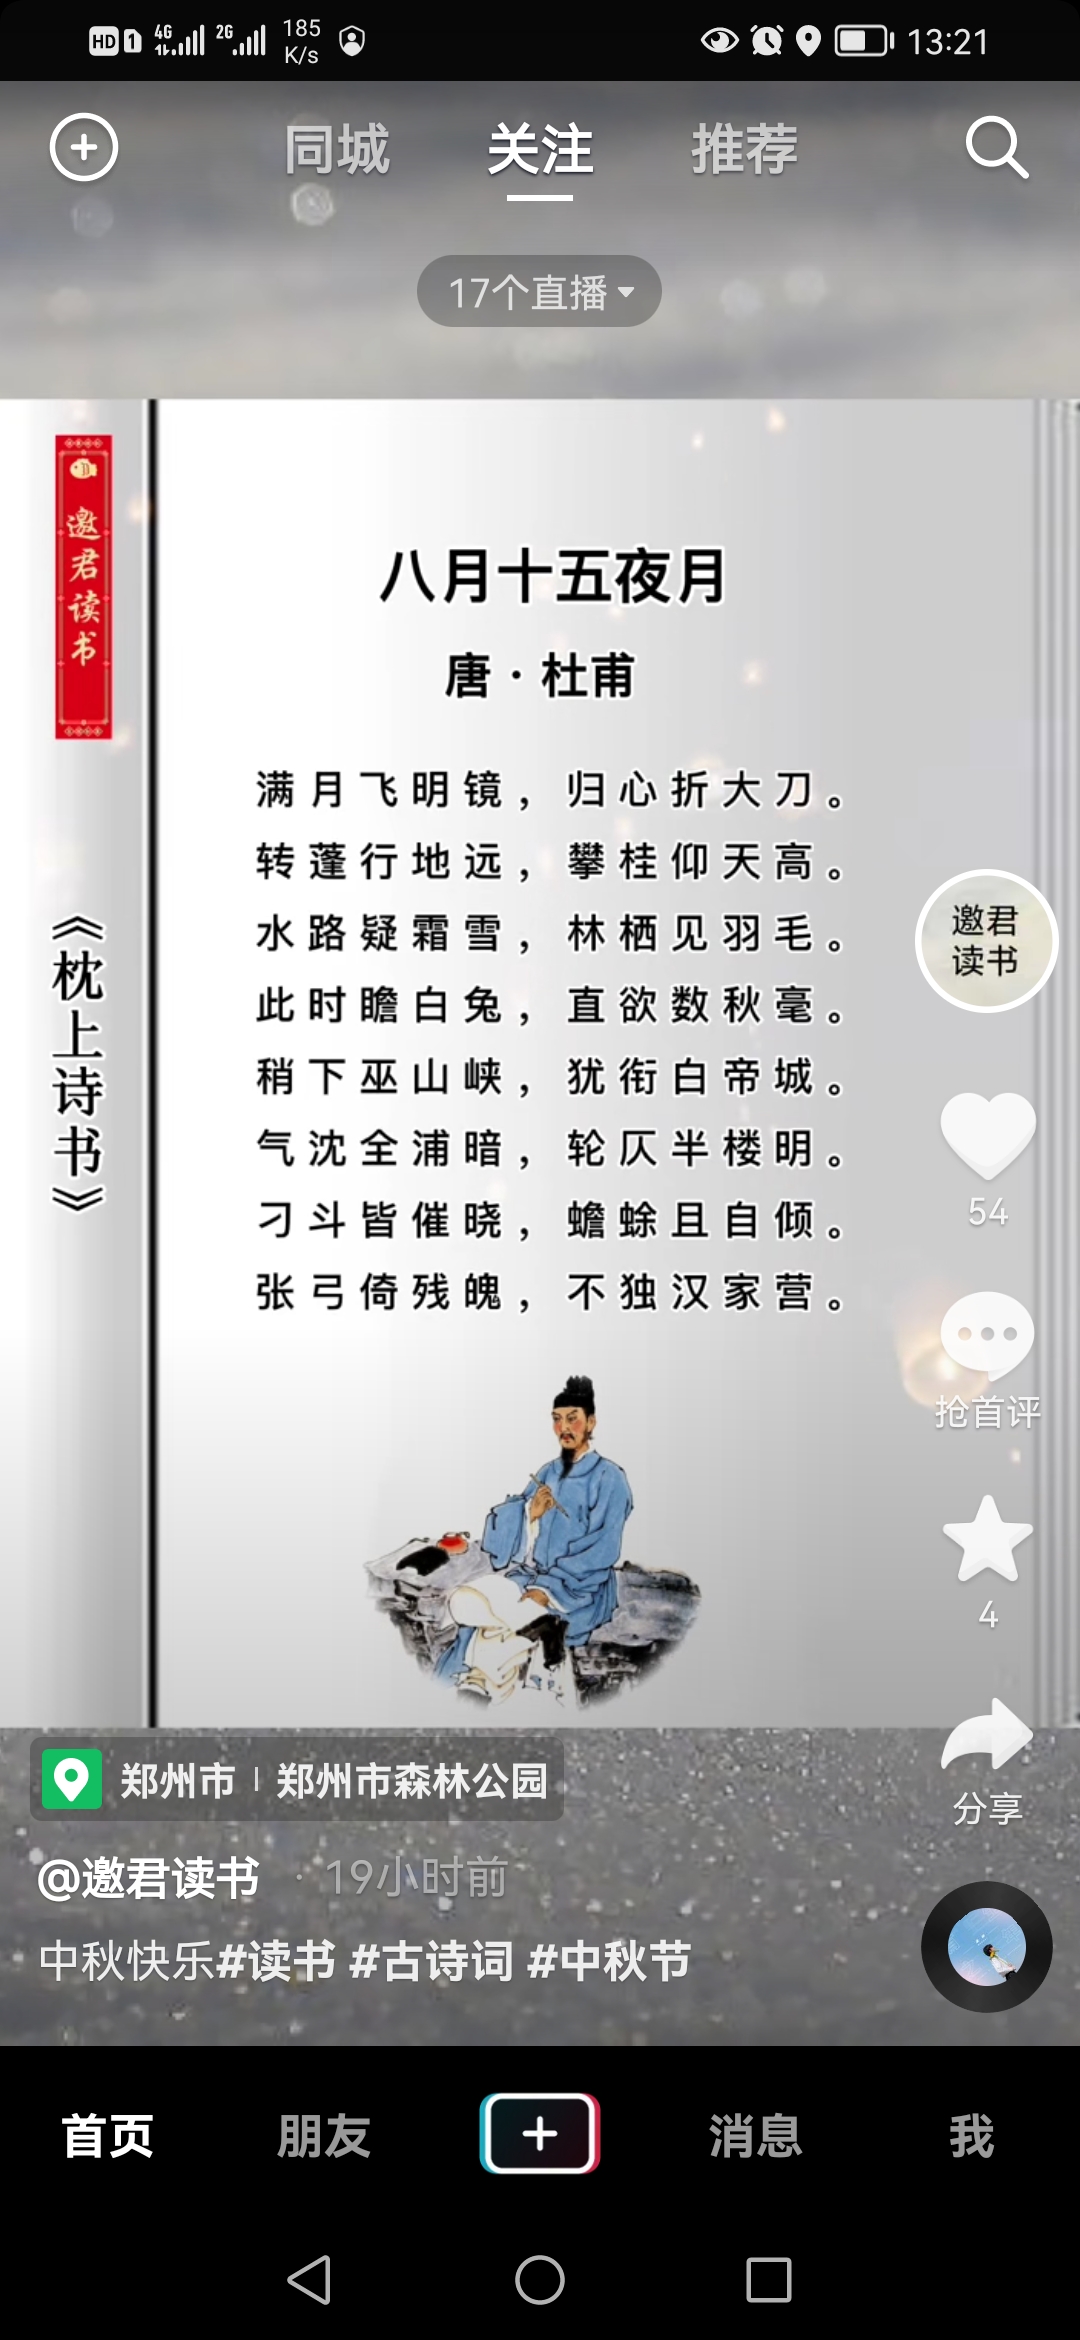 HD 1 4G 2G 185 K/s 13:21
同城 关注 推荐
17个直播
邀君读书
《枕上诗书》
八月十五夜月
唐·杜甫
满月飞明镜，归心折大刀。
转蓬行地远，攀桂仰天高。
水路疑霜雪，林栖见羽毛。
此时瞻白兔，直欲数秋毫。
稍下巫山峡，犹衔白帝城。
气沈全浦暗，轮仄半楼明。
刁斗皆催晓，蟾蜍且自倾。
张弓倚残魄，不独汉家营。
邀君
读书
54
抢首评
4
分享
郑州市 | 郑州市森林公园
@邀君读书 · 19小时前
中秋快乐#读书 #古诗词 #中秋节
首页 朋友 消息 我